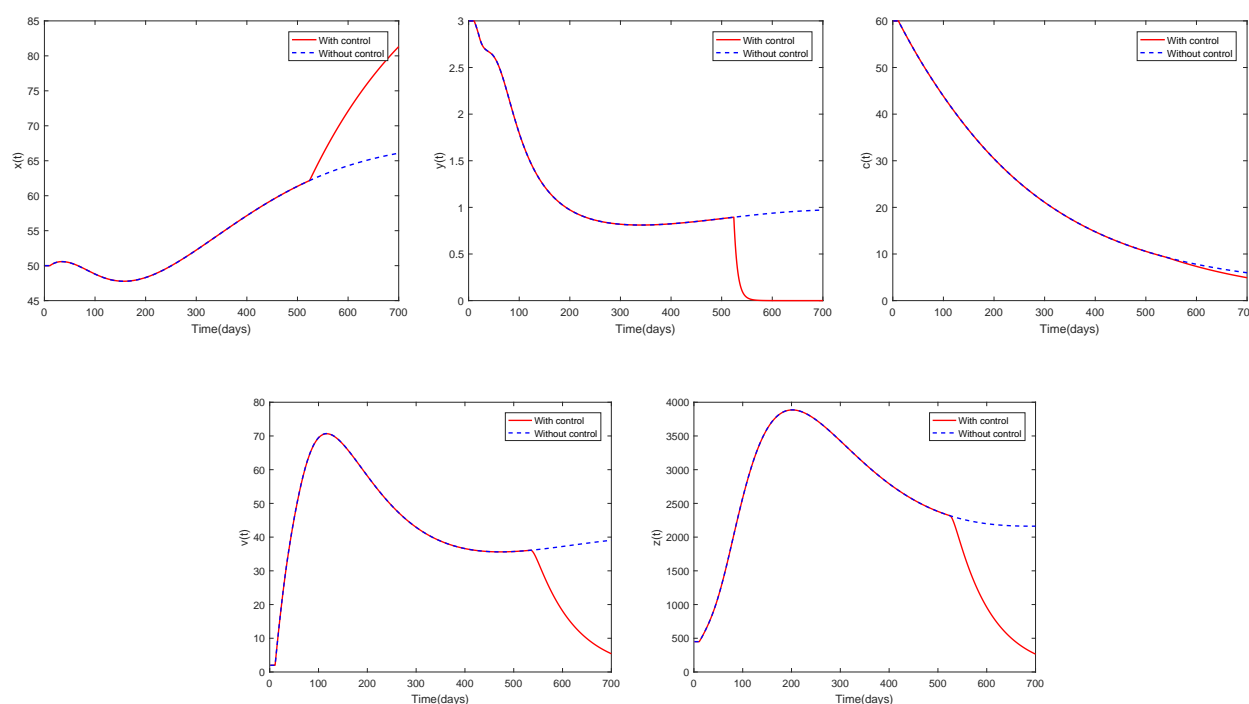 85
80
75
70
65
60
55
50
45
x(t)
0 100 200 300 400 500 600 700
Time(days)
With control
Without control
3
2.5
2
1.5
1
0.5
0
y(t)
0 100 200 300 400 500 600 700
Time(days)
With control
Without control
60
50
40
30
20
10
0
c(t)
0 100 200 300 400 500 600 700
Time(days)
With control
Without control
80
70
60
50
40
30
20
10
0
v(t)
0 100 200 300 400 500 600 700
Time(days)
With control
Without control
4000
3500
3000
2500
2000
1500
1000
500
0
z(t)
0 100 200 300 400 500 600 700
Time(days)
With control
Without control